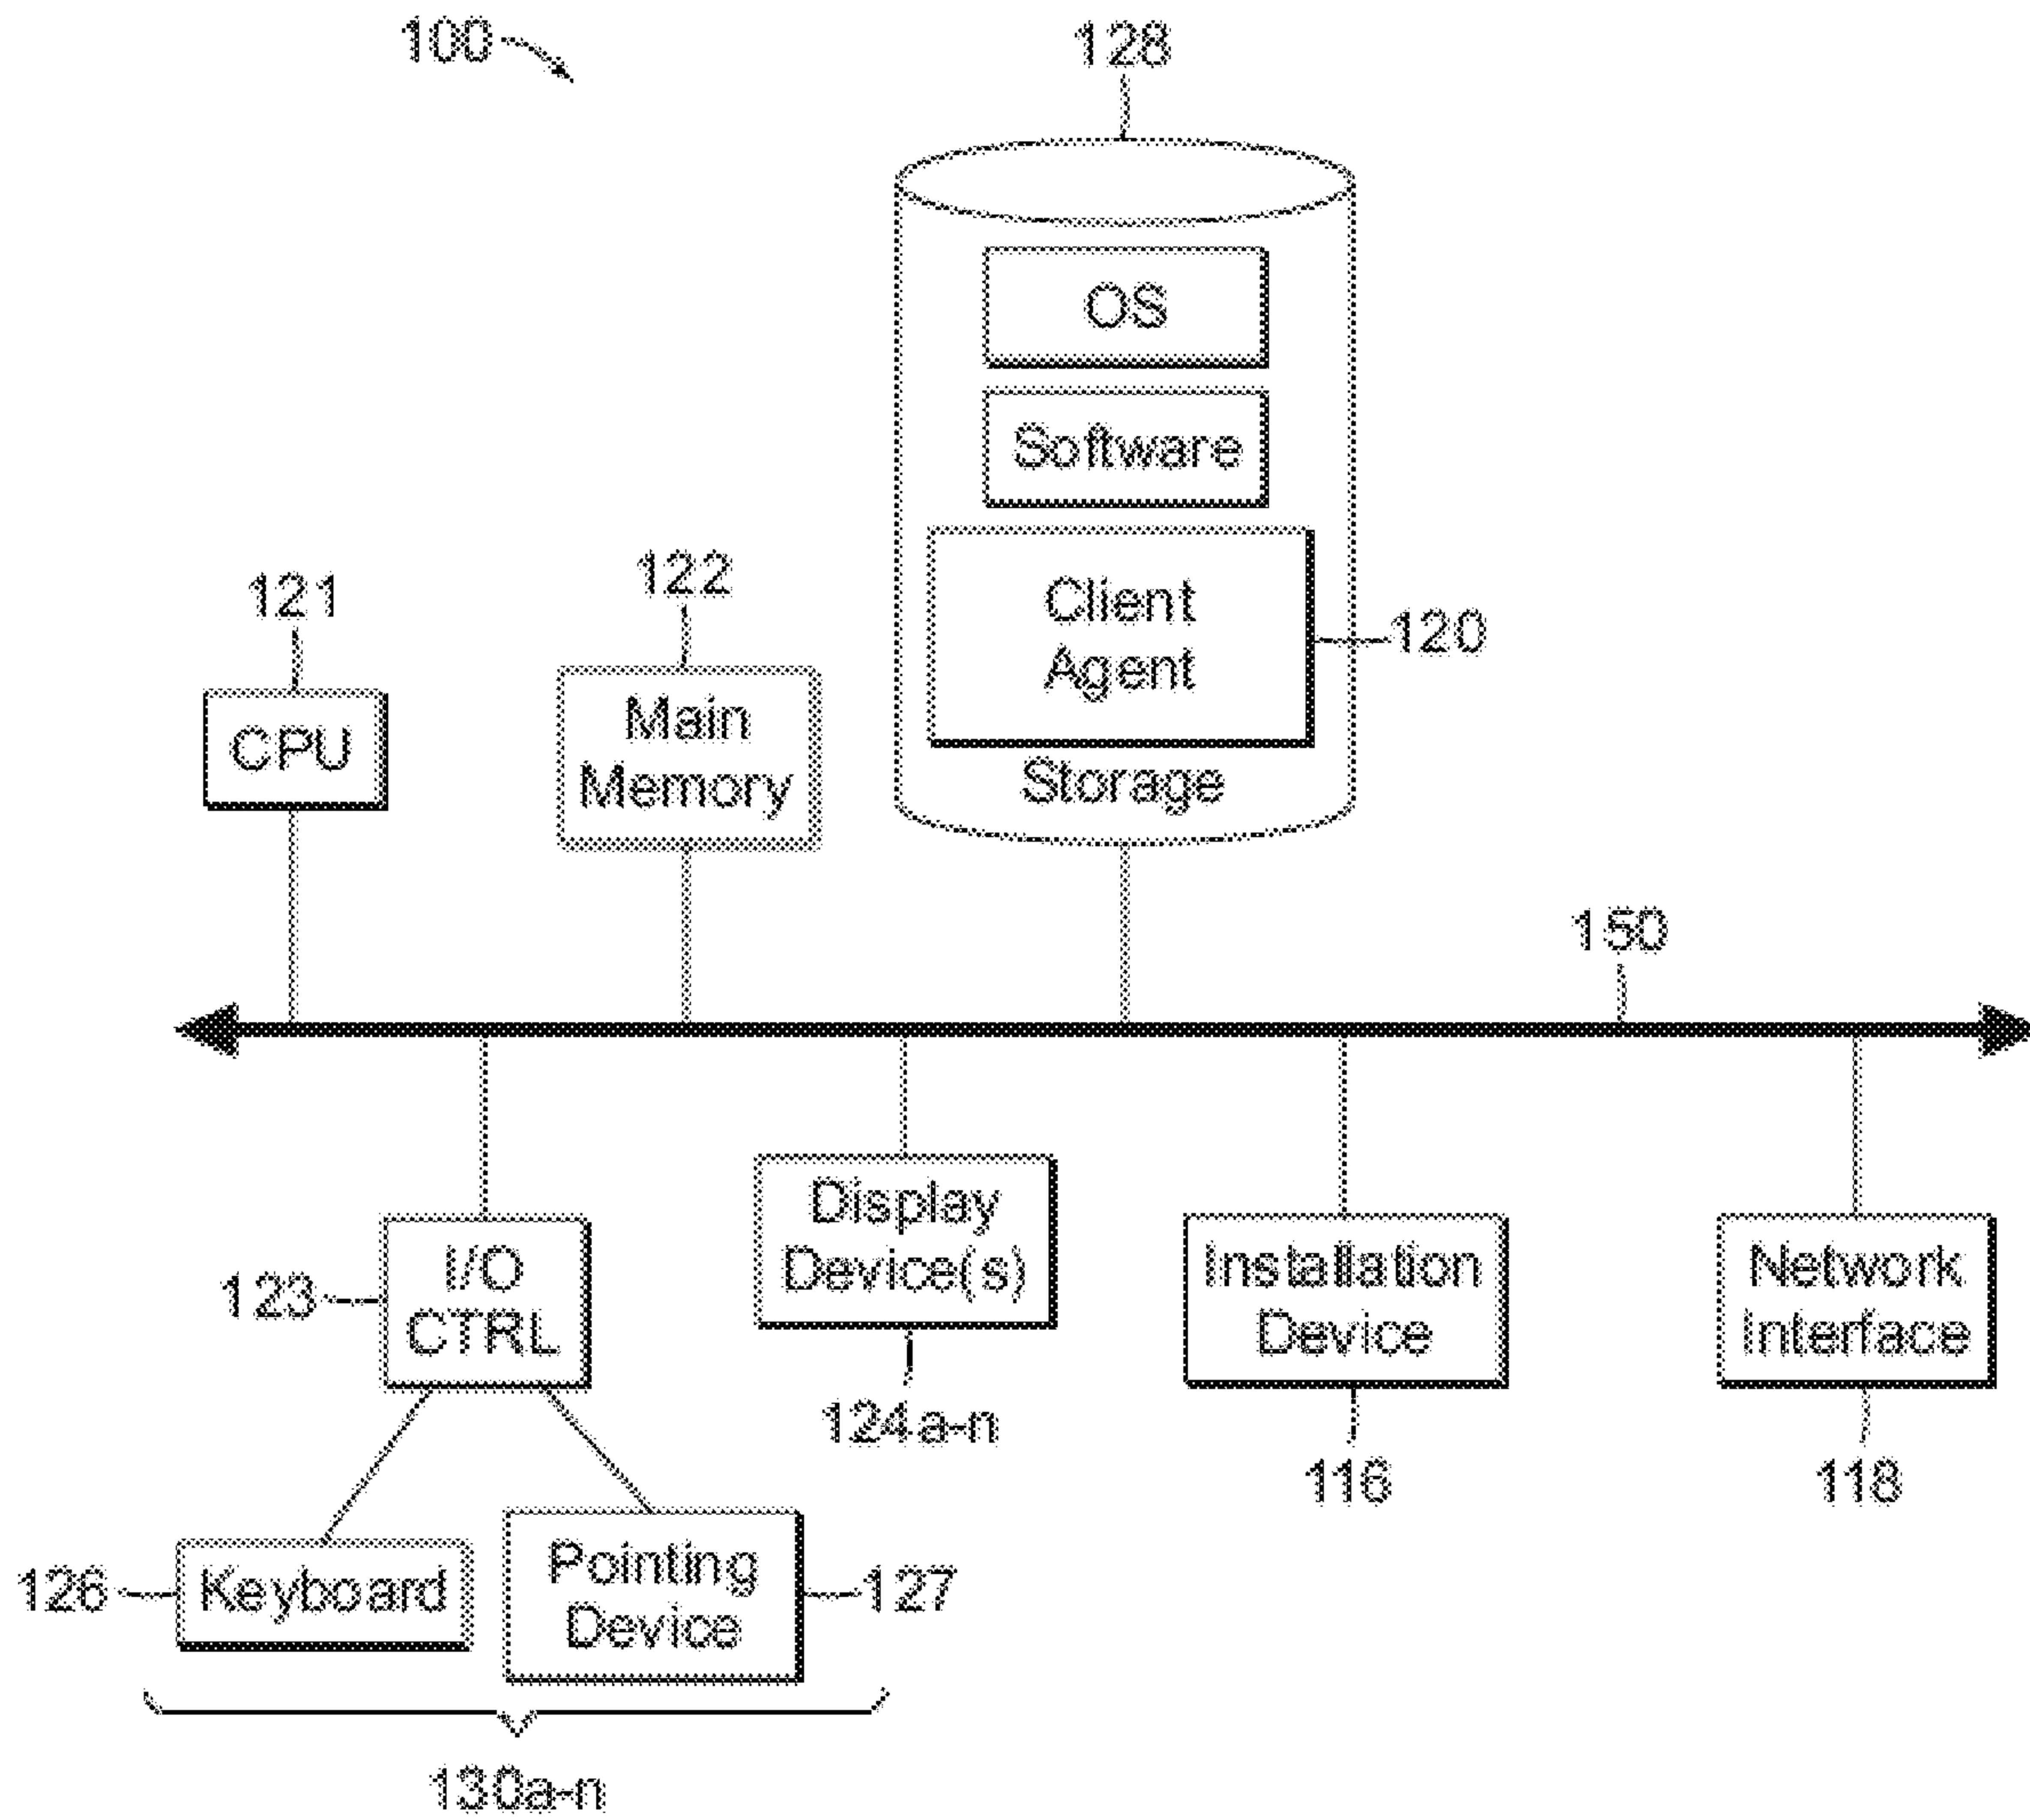 100
128
OS
Software
Client
Agent
120
Storage
121
CPU
122
Main
Memory
150
I/O
CTRL
123
Display
Device(s)
124a-n
Installation
Device
116
Network
Interface
118
126
Keyboard
Pointing
Device
127
130a-n